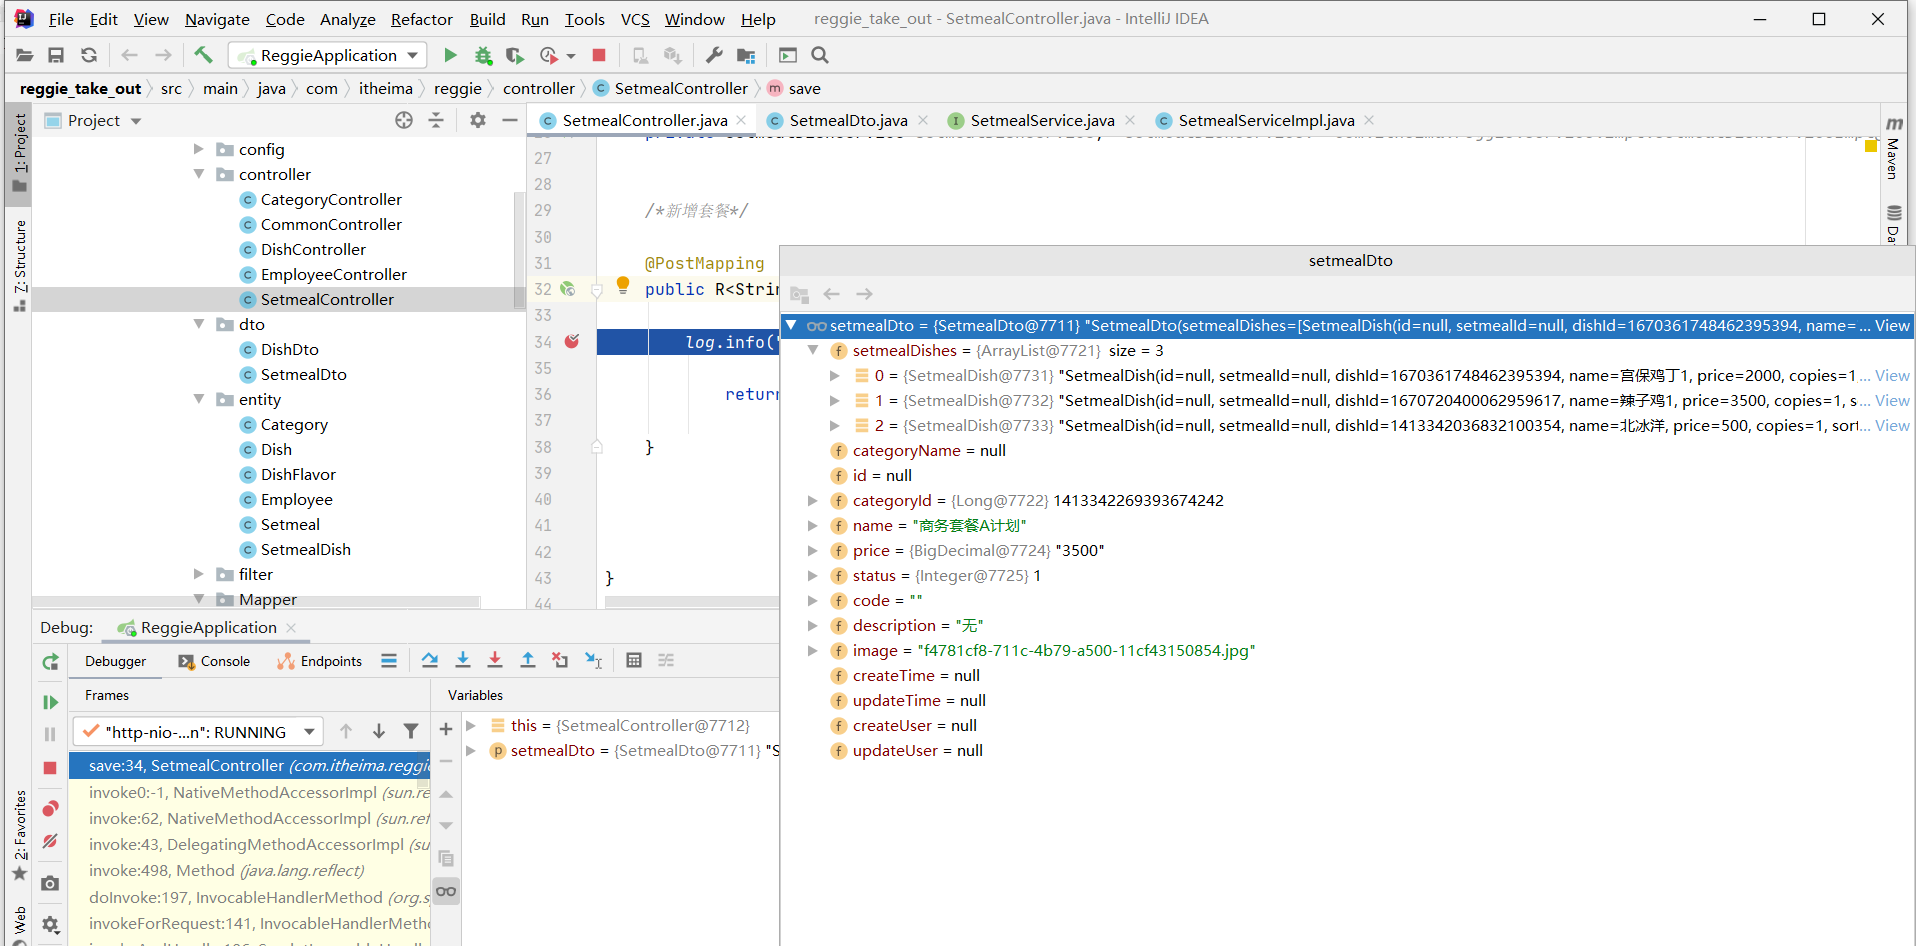 File Edit View Navigate Code Analyze Refactor Build Run Tools VCS Window Help reggie_take_out - SetmealController.java - IntelliJ IDEA
ReggieApplication
reggie_take_out src main java com itheima reggie controller SetmealController save
Project
SetmealController.java SetmealDto.java SetmealService.java SetmealServiceImpl.java
1: Project
Z: Structure
2: Favorites
Web
Maven
Da
config
controller
CategoryController
CommonController
DishController
EmployeeController
SetmealController
dto
DishDto
SetmealDto
entity
Category
Dish
DishFlavor
Employee
Setmeal
SetmealDish
filter
Mapper
27
28
29 /*新增套餐*/
30
31 @PostMapping
32 public R<Strin
33
34 log.info("
35
36 return
37
38 }
39
40
41
42
43 }
44
setmealDto
setmealDto = {SetmealDto@7711} "SetmealDto(setmealDishes=[SetmealDish(id=null, setmealId=null, dishId=1670361748462395394, name=... View
setmealDishes = {ArrayList@7721} size = 3
0 = {SetmealDish@7731} "SetmealDish(id=null, setmealId=null, dishId=1670361748462395394, name=宫保鸡丁1, price=2000, copies=1... View
1 = {SetmealDish@7732} "SetmealDish(id=null, setmealId=null, dishId=1670720400062959617, name=辣子鸡1, price=3500, copies=1, s... View
2 = {SetmealDish@7733} "SetmealDish(id=null, setmealId=null, dishId=1413342036832100354, name=北冰洋, price=500, copies=1, sort... View
categoryName = null
id = null
categoryId = {Long@7722} 1413342269393674242
name = "商务套餐A计划"
price = {BigDecimal@7724} "3500"
status = {Integer@7725} 1
code = ""
description = "无"
image = "f4781cf8-711c-4b79-a500-11cf43150854.jpg"
createTime = null
updateTime = null
createUser = null
updateUser = null
Debug: ReggieApplication
Debugger Console Endpoints
Frames Variables
"http-nio-...n": RUNNING
save:34, SetmealController (com.itheima.reggie
invoke0:-1, NativeMethodAccessorImpl (sun.re
invoke:62, NativeMethodAccessorImpl (sun.ref
invoke:43, DelegatingMethodAccessorImpl (su
invoke:498, Method (java.lang.reflect)
doInvoke:197, InvocableHandlerMethod (org.s
invokeForRequest:141, InvocableHandlerMetho
this = {SetmealController@7712}
setmealDto = {SetmealDto@7711} "S